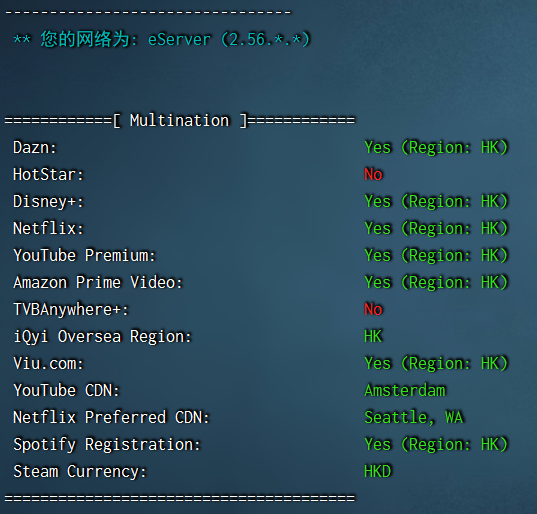 --------------------------------
** 您的网络为: eServer (2.56.*.*)
============[ Multination ]============
Dazn: Yes (Region: HK)
HotStar: No
Disney+: Yes (Region: HK)
Netflix: Yes (Region: HK)
YouTube Premium: Yes (Region: HK)
Amazon Prime Video: Yes (Region: HK)
TVBAnywhere+: No
iQyi Oversea Region: HK
Viu.com: Yes (Region: HK)
YouTube CDN: Amsterdam
Netflix Preferred CDN: Seattle, WA
Spotify Registration: Yes (Region: HK)
Steam Currency: HKD
=======================================